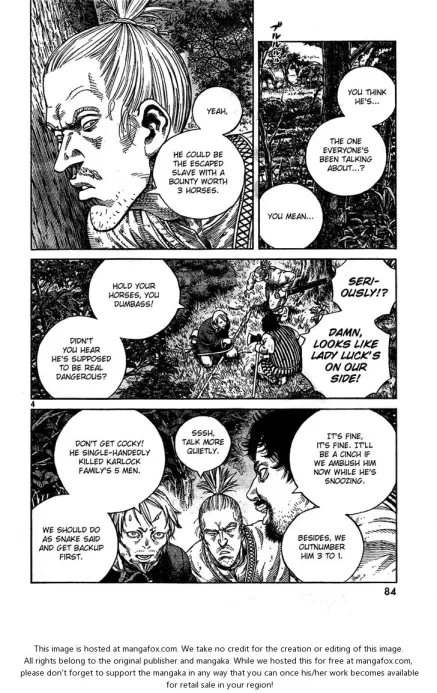 YOU THINK
HE'S...
THE ONE
EVERYONE'S
BEEN TALKING
ABOUT...?
YOU MEAN...
YEAH,
HE COULD BE
THE ESCAPED
SLAVE WITH A
BOUNTY WORTH
3 HORSES.
SERI-
OUSLY!?
DAMN,
LOOKS LIKE
LADY LUCK'S
ON OUR
SIDE!
HOLD YOUR
HORSES, YOU
DUMBASS!
DIDN'T
YOU HEAR
HE'S SUPPOSED
TO BE REAL
DANGEROUS?
4
IT'S FINE,
IT'S FINE. IT'LL
BE A CINCH IF
WE AMBUSH HIM
NOW WHILE HE'S
SNOOZING.
BESIDES, WE
OUTNUMBER
HIM 3 TO 1.
SSSH,
TALK MORE
QUIETLY.
DON'T GET COCKY!
HE SINGLE-HANDEDLY
KILLED KARLOCK
FAMILY'S 5 MEN.
WE SHOULD DO
AS SNAKE SAID
AND GET BACKUP
FIRST.
84
This image is hosted at mangafox.com. We take no credit for the creation or editing of this image.
All rights belong to the original publisher and mangaka. While we hosted this for free at mangafox.com,
please don't forget to support the mangaka in any way that you can once his/her work becomes available
for retail sale in your region!